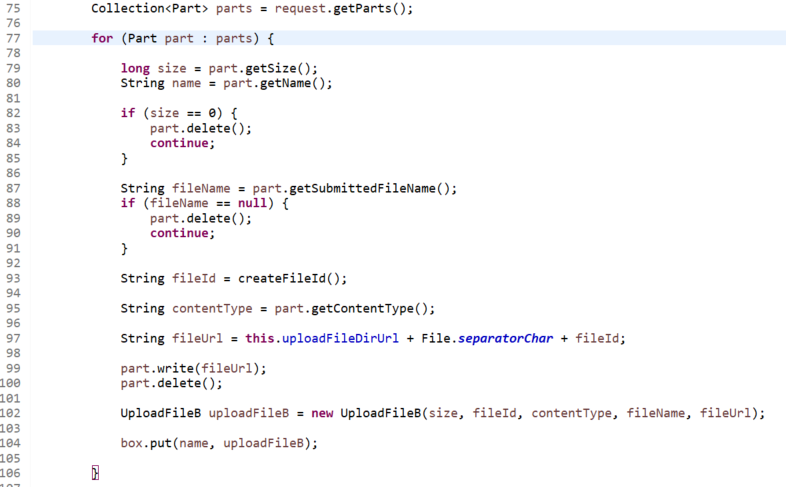 75 Collection<Part> parts = request.getParts();
76
77 for (Part part : parts) {
78
79 long size = part.getSize();
80 String name = part.getName();
81
82 if (size == 0) {
83 part.delete();
84 continue;
85 }
86
87 String fileName = part.getSubmittedFileName();
88 if (fileName == null) {
89 part.delete();
90 continue;
91 }
92
93 String fileId = createFileId();
94
95 String contentType = part.getContentType();
96
97 String fileUrl = this.uploadFileDirUrl + File.separatorChar + fileId;
98
99 part.write(fileUrl);
100 part.delete();
101
102 UploadFileB uploadFileB = new UploadFileB(size, fileId, contentType, fileName, fileUrl);
103
104 box.put(name, uploadFileB);
105
106 }